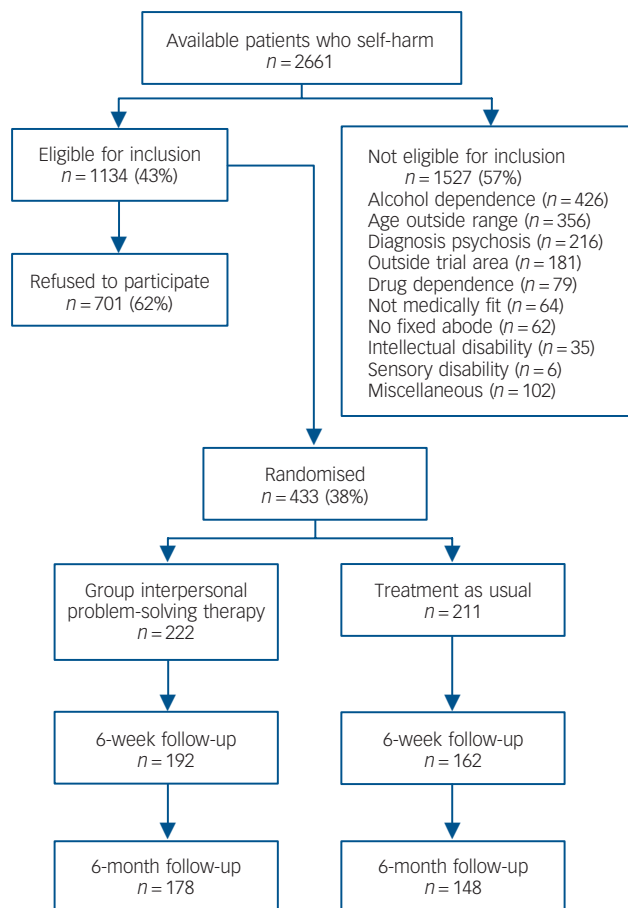 Available patients who self-harm
n = 2661
Eligible for inclusion
n = 1134 (43%)
Refused to participate
n = 701 (62%)
Not eligible for inclusion
n = 1527 (57%)
Alcohol dependence (n = 426)
Age outside range (n = 356)
Diagnosis psychosis (n = 216)
Outside trial area (n = 181)
Drug dependence (n = 79)
Not medically fit (n = 64)
No fixed abode (n = 62)
Intellectual disability (n = 35)
Sensory disability (n = 6)
Miscellaneous (n = 102)
Randomised
n = 433 (38%)
Group interpersonal
problem-solving therapy
n = 222
Treatment as usual
n = 211
6-week follow-up
n = 192
6-week follow-up
n = 162
6-month follow-up
n = 178
6-month follow-up
n = 148